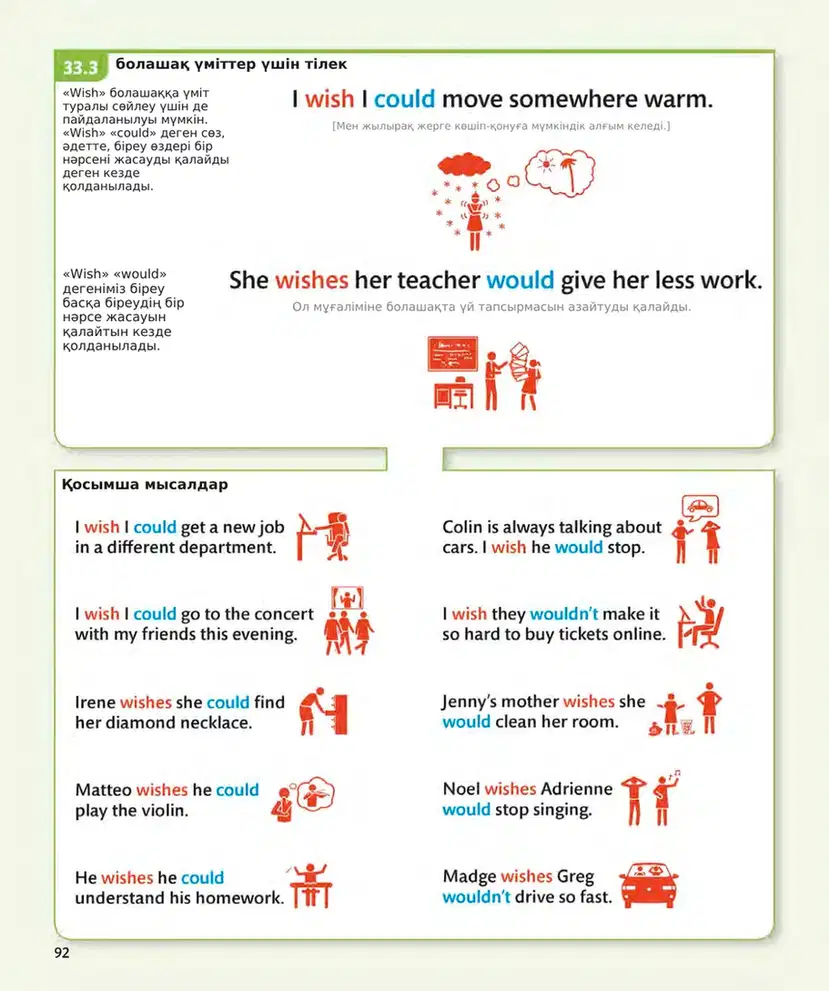 33.3 болашақ үміттер үшін тілек
«Wish» болашаққа үміт
туралы сөйлеу үшін де
пайдаланылуы мүмкін.
«Wish» «could» деген сөз,
әдетте, біреу өздері бір
нәрсені жасауды қалайды
деген кезде
қолданылады.
I wish I could move somewhere warm.
[Мен жылырақ жерге көшіп-қонуға мүмкіндік алғым келеді.]
«Wish» «would»
дегеніміз біреу
басқа біреудің бір
нәрсе жасауын
қалайтын кезде
қолданылады.
She wishes her teacher would give her less work.
Ол мұғаліміне болашақта үй тапсырмасын азайтуды қалайды.
Қосымша мысалдар
I wish I could get a new job
in a different department.
I wish I could go to the concert
with my friends this evening.
Irene wishes she could find
her diamond necklace.
Matteo wishes he could
play the violin.
He wishes he could
understand his homework.
Colin is always talking about
cars. I wish he would stop.
I wish they wouldn't make it
so hard to buy tickets online.
Jenny's mother wishes she
would clean her room.
Noel wishes Adrienne
would stop singing.
Madge wishes Greg
wouldn't drive so fast.
92